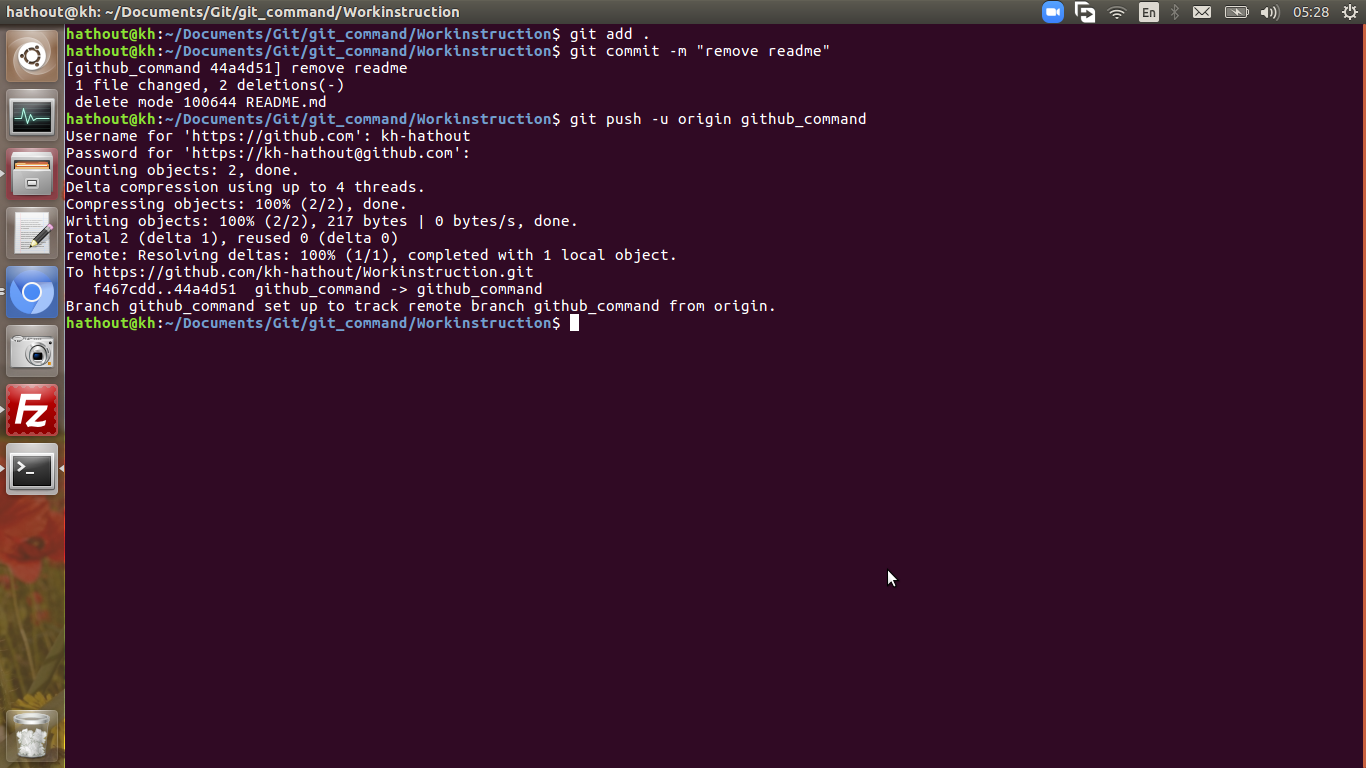 hathout@kh: ~/Documents/Git/git_command/Workinstruction
En
05:28
hathout@kh:~/Documents/Git/git_command/Workinstruction$ git add .
hathout@kh:~/Documents/Git/git_command/Workinstruction$ git commit -m "remove readme"
[github_command 44a4d51] remove readme
 1 file changed, 2 deletions(-)
 delete mode 100644 README.md
hathout@kh:~/Documents/Git/git_command/Workinstruction$ git push -u origin github_command
Username for 'https://github.com': kh-hathout
Password for 'https://kh-hathout@github.com':
Counting objects: 2, done.
Delta compression using up to 4 threads.
Compressing objects: 100% (2/2), done.
Writing objects: 100% (2/2), 217 bytes | 0 bytes/s, done.
Total 2 (delta 1), reused 0 (delta 0)
remote: Resolving deltas: 100% (1/1), completed with 1 local object.
To https://github.com/kh-hathout/Workinstruction.git
   f467cdd..44a4d51  github_command -> github_command
Branch github_command set up to track remote branch github_command from origin.
hathout@kh:~/Documents/Git/git_command/Workinstruction$
Fz
>_